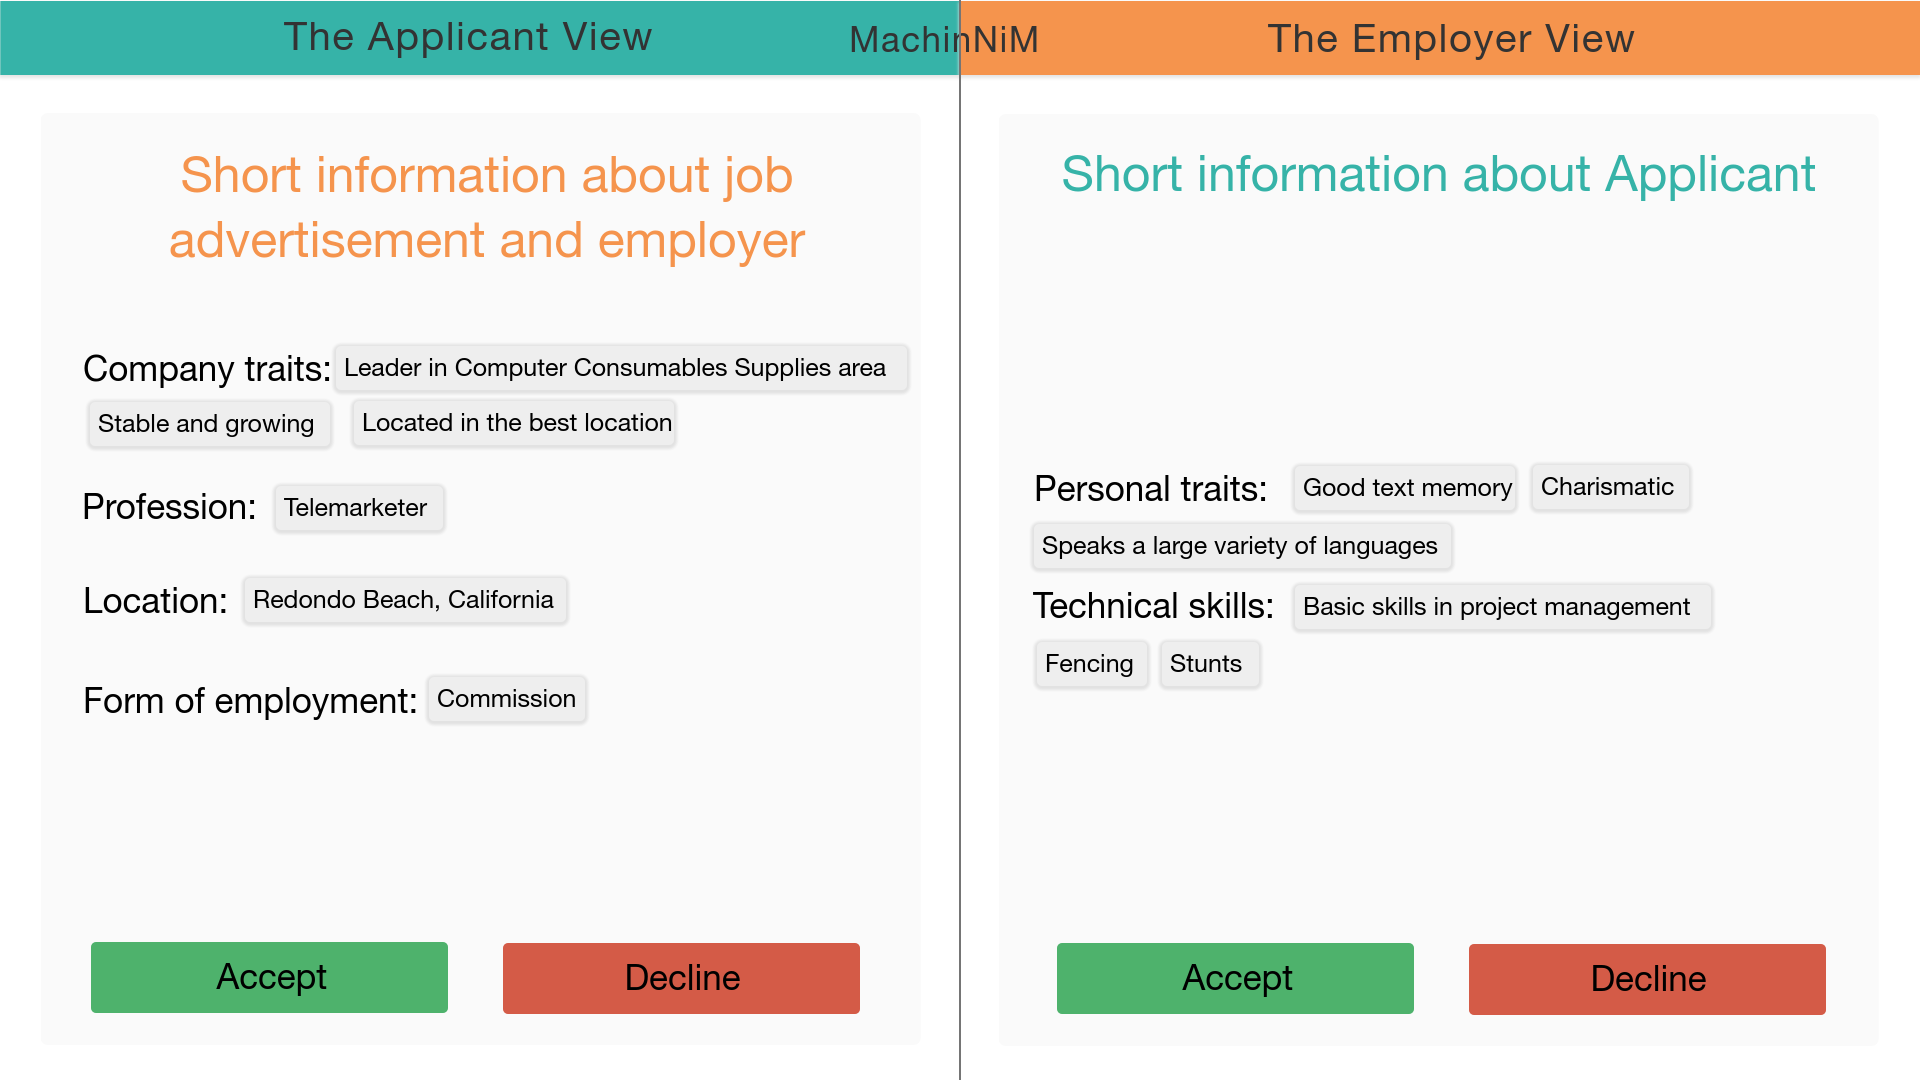 The Applicant View
MachinNiM
The Employer View
Short information about job
advertisement and employer
Company traits: Leader in Computer Consumables Supplies area
Stable and growing Located in the best location
Profession: Telemarketer
Location: Redondo Beach, California
Form of employment: Commission
Accept Decline
Short information about Applicant
Personal traits: Good text memory Charismatic
Speaks a large variety of languages
Technical skills: Basic skills in project management
Fencing Stunts
Accept Decline